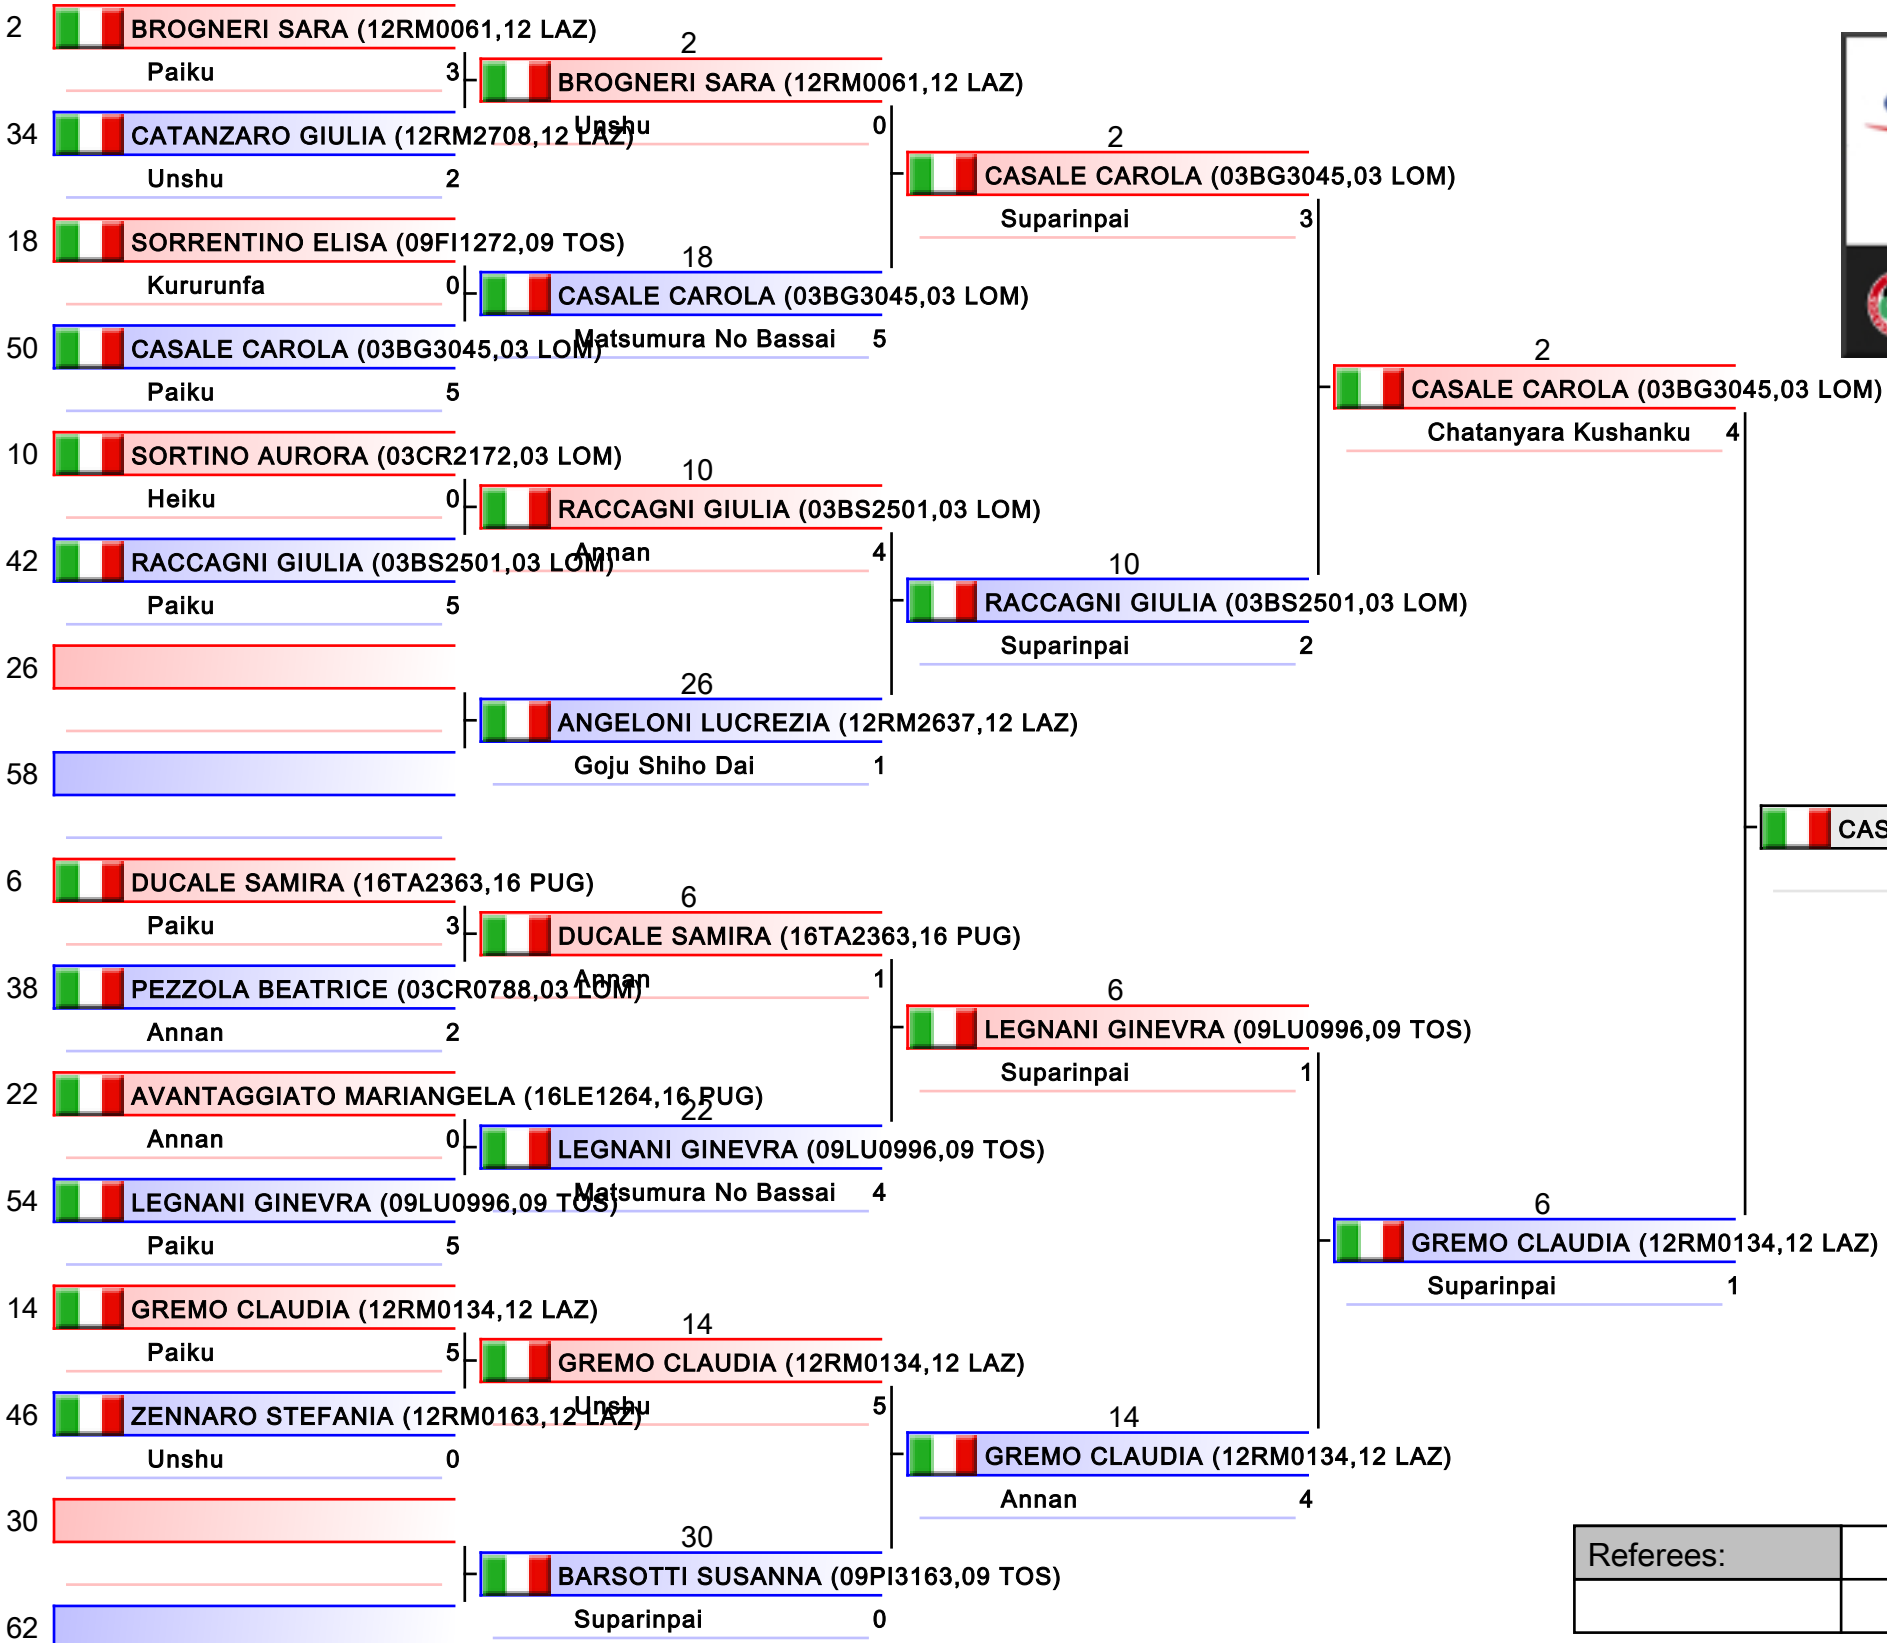 2
BROGNERI SARA (12RM0061,12 LAZ)
Paiku 3
34
CATANZARO GIULIA (12RM2708,12 LAZ)
Unshu 2
18
SORRENTINO ELISA (09FI1272,09 TOS)
Kururunfa 0
50
CASALE CAROLA (03BG3045,03 LOM)
Paiku 5
10
SORTINO AURORA (03CR2172,03 LOM)
Heiku 0
42
RACCAGNI GIULIA (03BS2501,03 LOM)
Paiku 5
26
58
6
DUCALE SAMIRA (16TA2363,16 PUG)
Paiku 3
38
PEZZOLA BEATRICE (03CR0788,03 LOM)
Annan 2
22
AVANTAGGIATO MARIANGELA (16LE1264,16 PUG)
Annan 0
54
LEGNANI GINEVRA (09LU0996,09 TOS)
Paiku 5
14
GREMO CLAUDIA (12RM0134,12 LAZ)
Paiku 5
46
ZENNARO STEFANIA (12RM0163,12 LAZ)
Unshu 0
30
62
2
BROGNERI SARA (12RM0061,12 LAZ)
Unshu 0
18
CASALE CAROLA (03BG3045,03 LOM)
Matsumura No Bassai 5
10
RACCAGNI GIULIA (03BS2501,03 LOM)
Annan 4
26
ANGELONI LUCREZIA (12RM2637,12 LAZ)
Goju Shiho Dai 1
6
DUCALE SAMIRA (16TA2363,16 PUG)
Annan 1
22
LEGNANI GINEVRA (09LU0996,09 TOS)
Matsumura No Bassai 4
14
GREMO CLAUDIA (12RM0134,12 LAZ)
Unshu 5
30
BARSOTTI SUSANNA (09PI3163,09 TOS)
Suparinpai 0
2
CASALE CAROLA (03BG3045,03 LOM)
Suparinpai 3
10
RACCAGNI GIULIA (03BS2501,03 LOM)
Suparinpai 2
6
LEGNANI GINEVRA (09LU0996,09 TOS)
Suparinpai 1
14
GREMO CLAUDIA (12RM0134,12 LAZ)
Annan 4
2
CASALE CAROLA (03BG3045,03 LOM)
Chatanyara Kushanku 4
6
GREMO CLAUDIA (12RM0134,12 LAZ)
Suparinpai 1
CAS
Referees: